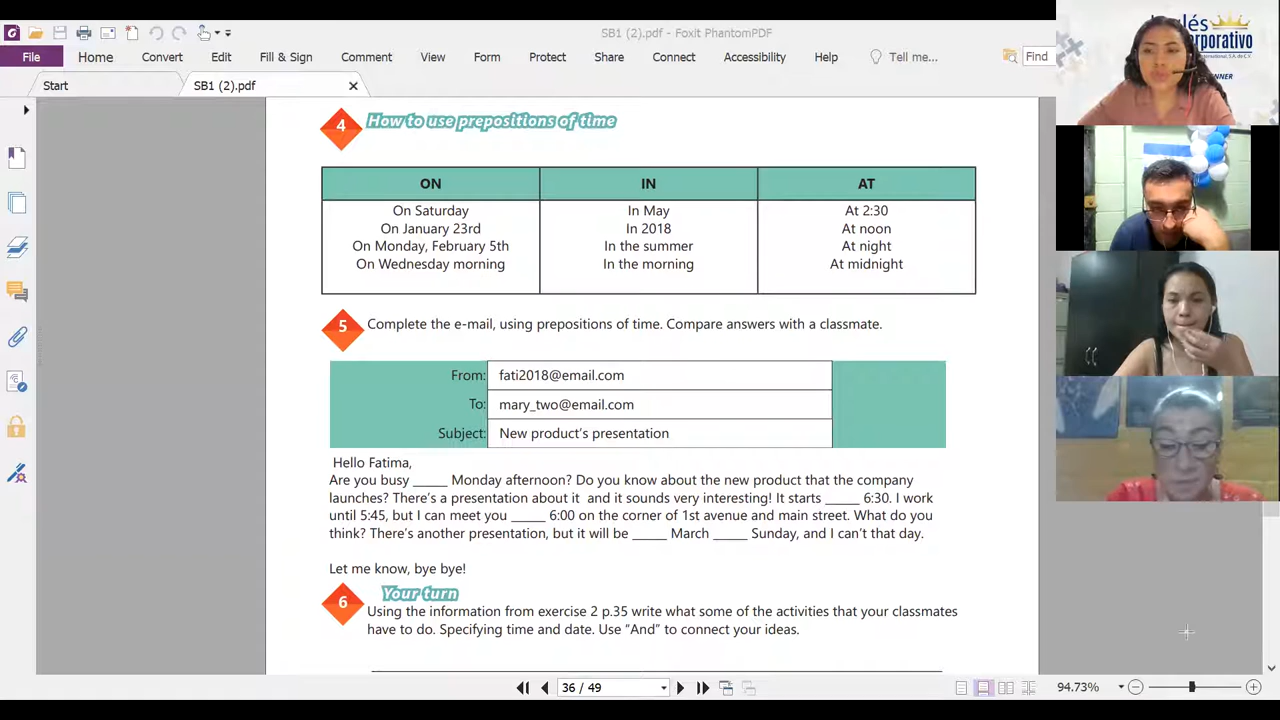 SB1 (2).pdf - Foxit PhantomPDF
File Home Convert Edit Fill & Sign Comment View Form Protect Share Connect Accessibility Help Tell me... Find
Start SB1 (2).pdf
4 How to use prepositions of time
ON IN AT
On Saturday In May At 2:30
On January 23rd In 2018 At noon
On Monday, February 5th In the summer At night
On Wednesday morning In the morning At midnight
5 Complete the e-mail, using prepositions of time. Compare answers with a classmate.
From: fati2018@email.com
To: mary_two@email.com
Subject: New product's presentation
Hello Fatima,
Are you busy _____ Monday afternoon? Do you know about the new product that the company
launches? There's a presentation about it and it sounds very interesting! It starts _____ 6:30. I work
until 5:45, but I can meet you _____ 6:00 on the corner of 1st avenue and main street. What do you
think? There's another presentation, but it will be _____ March _____ Sunday, and I can't that day.
Let me know, bye bye!
6 Your turn
Using the information from exercise 2 p.35 write what some of the activities that your classmates
have to do. Specifying time and date. Use “And” to connect your ideas.
36 / 49
94.73%